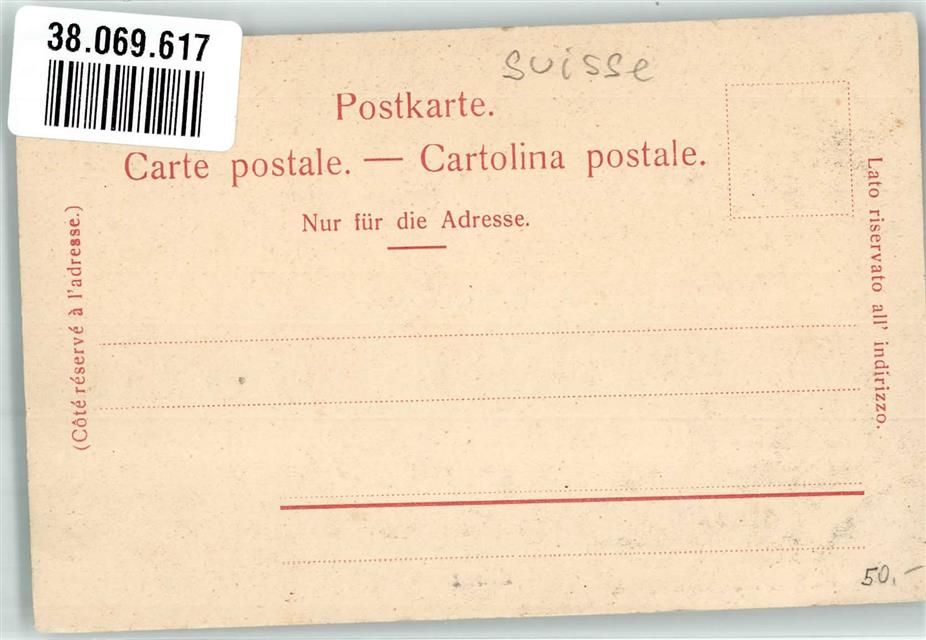 38.069.617
suisse
Postkarte.
Carte postale. — Cartolina postale.
Nur für die Adresse.
(Côté réservé à l'adresse.)
Lato riservato all' indirizzo.
50.-